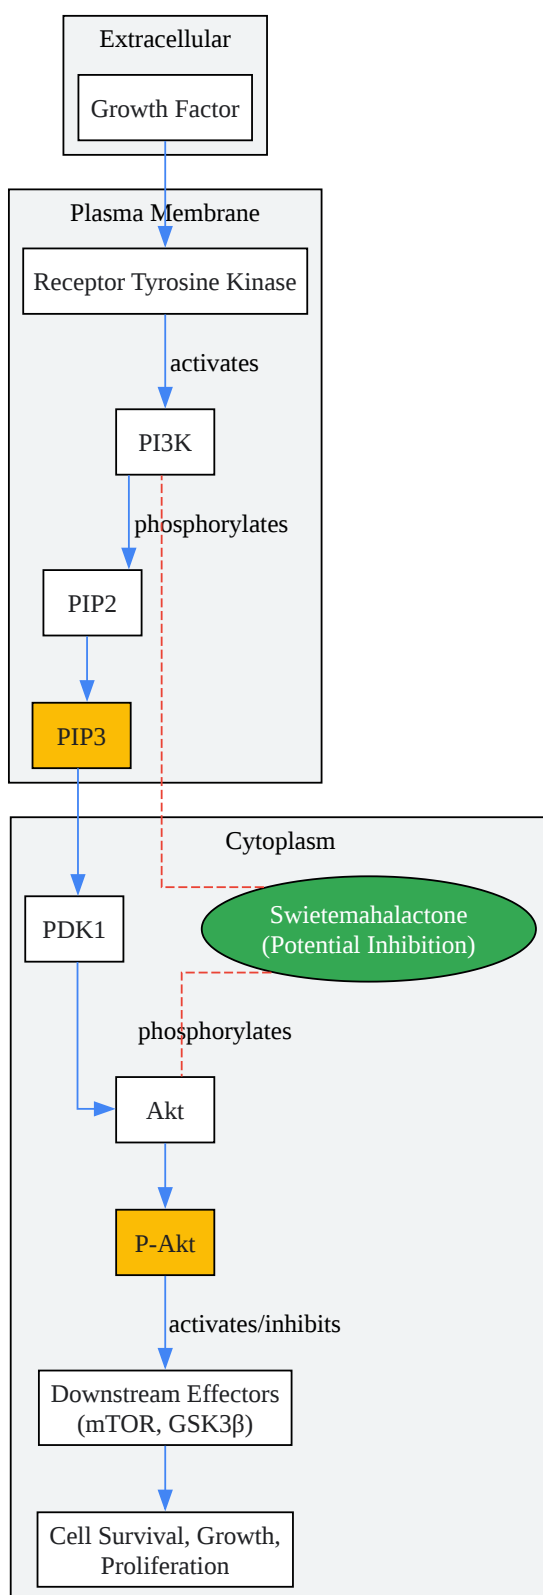 Extracellular
Growth Factor
Plasma Membrane
Receptor Tyrosine Kinase
activates
PI3K
phosphorylates
PIP2
PIP3
Cytoplasm
PDK1
Swietemahalactone
(Potential Inhibition)
phosphorylates
Akt
P-Akt
activates/inhibits
Downstream Effectors
(mTOR, GSK3β)
Cell Survival, Growth,
Proliferation